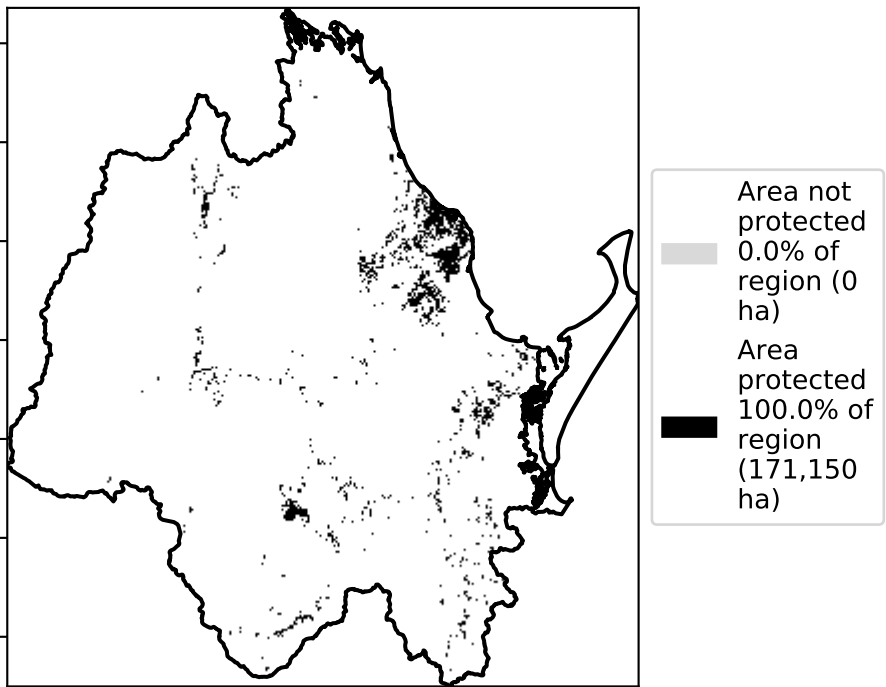 Area not
protected
0.0% of
region (0
ha)
Area
protected
100.0% of
region
(171,150
ha)